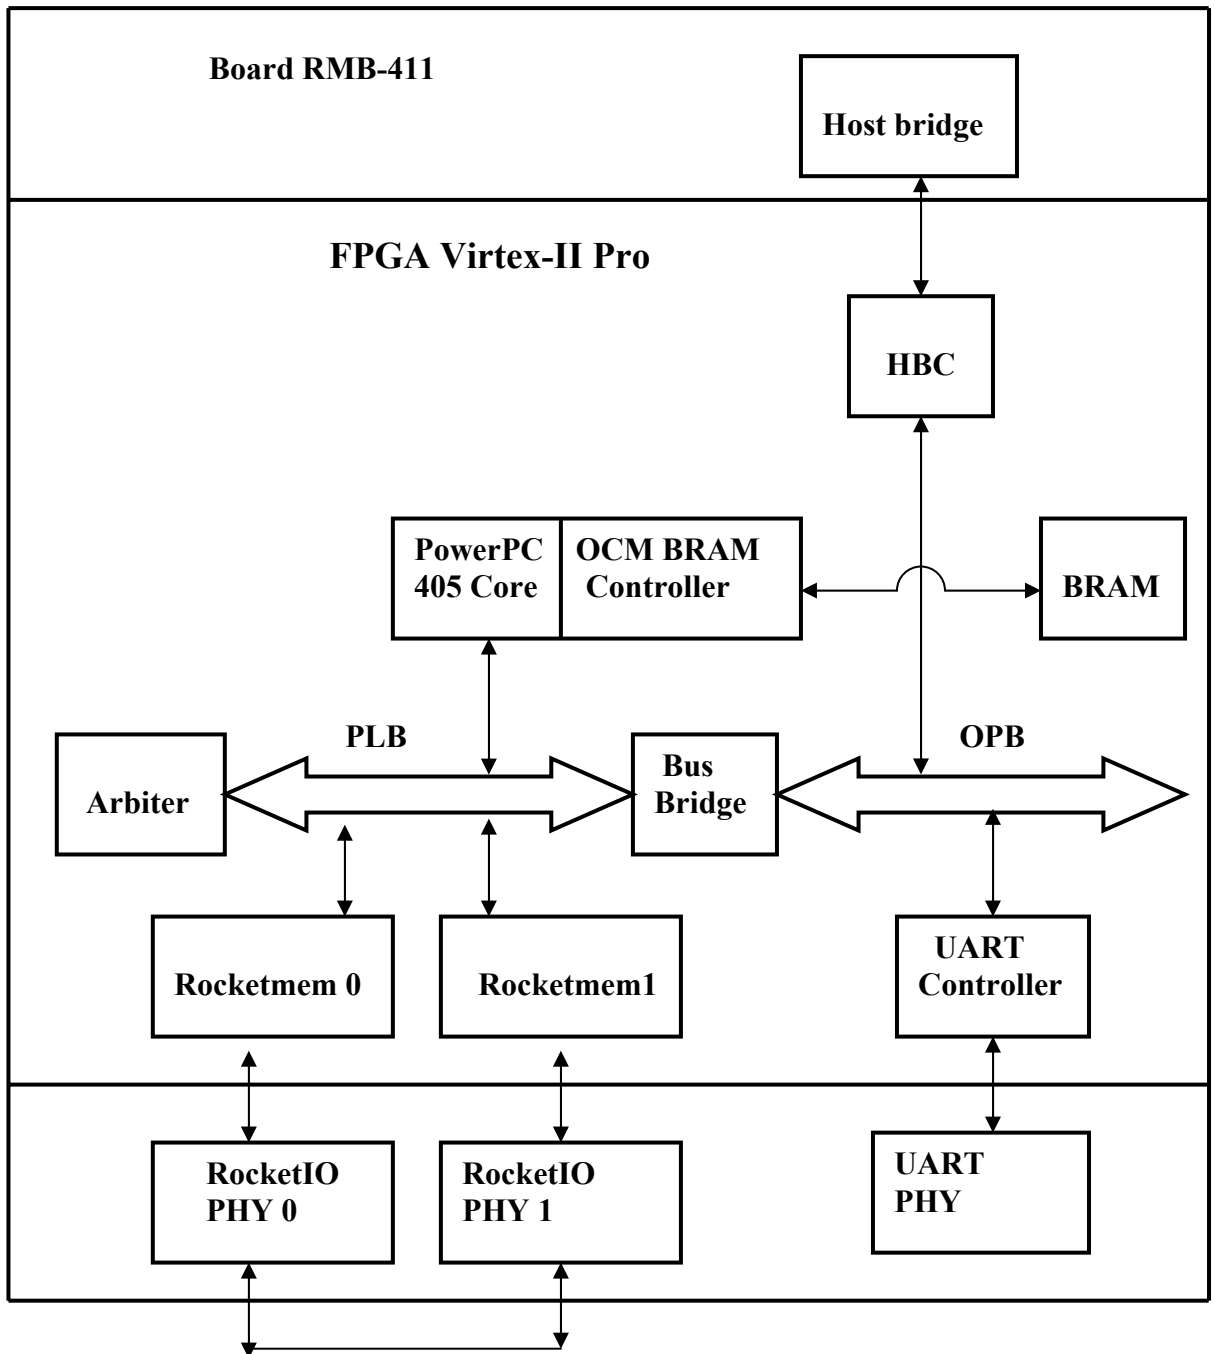 Board RMB-411
Host bridge
FPGA Virtex-II Pro
HBC
PowerPC
405 Core
OCM BRAM
Controller
BRAM
PLB
OPB
Arbiter
Bus
Bridge
Rocketmem 0
Rocketmem1
UART
Controller
RocketIO
PHY 0
RocketIO
PHY 1
UART
PHY